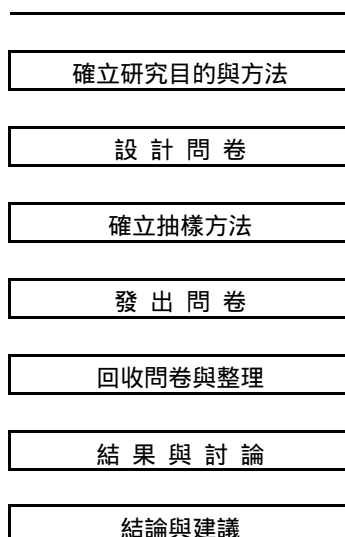 確立研究目的與方法
設 計 問 卷
確立抽樣方法
發 出 問 卷
回收問卷與整理
結 果 與 討 論
結論與建議